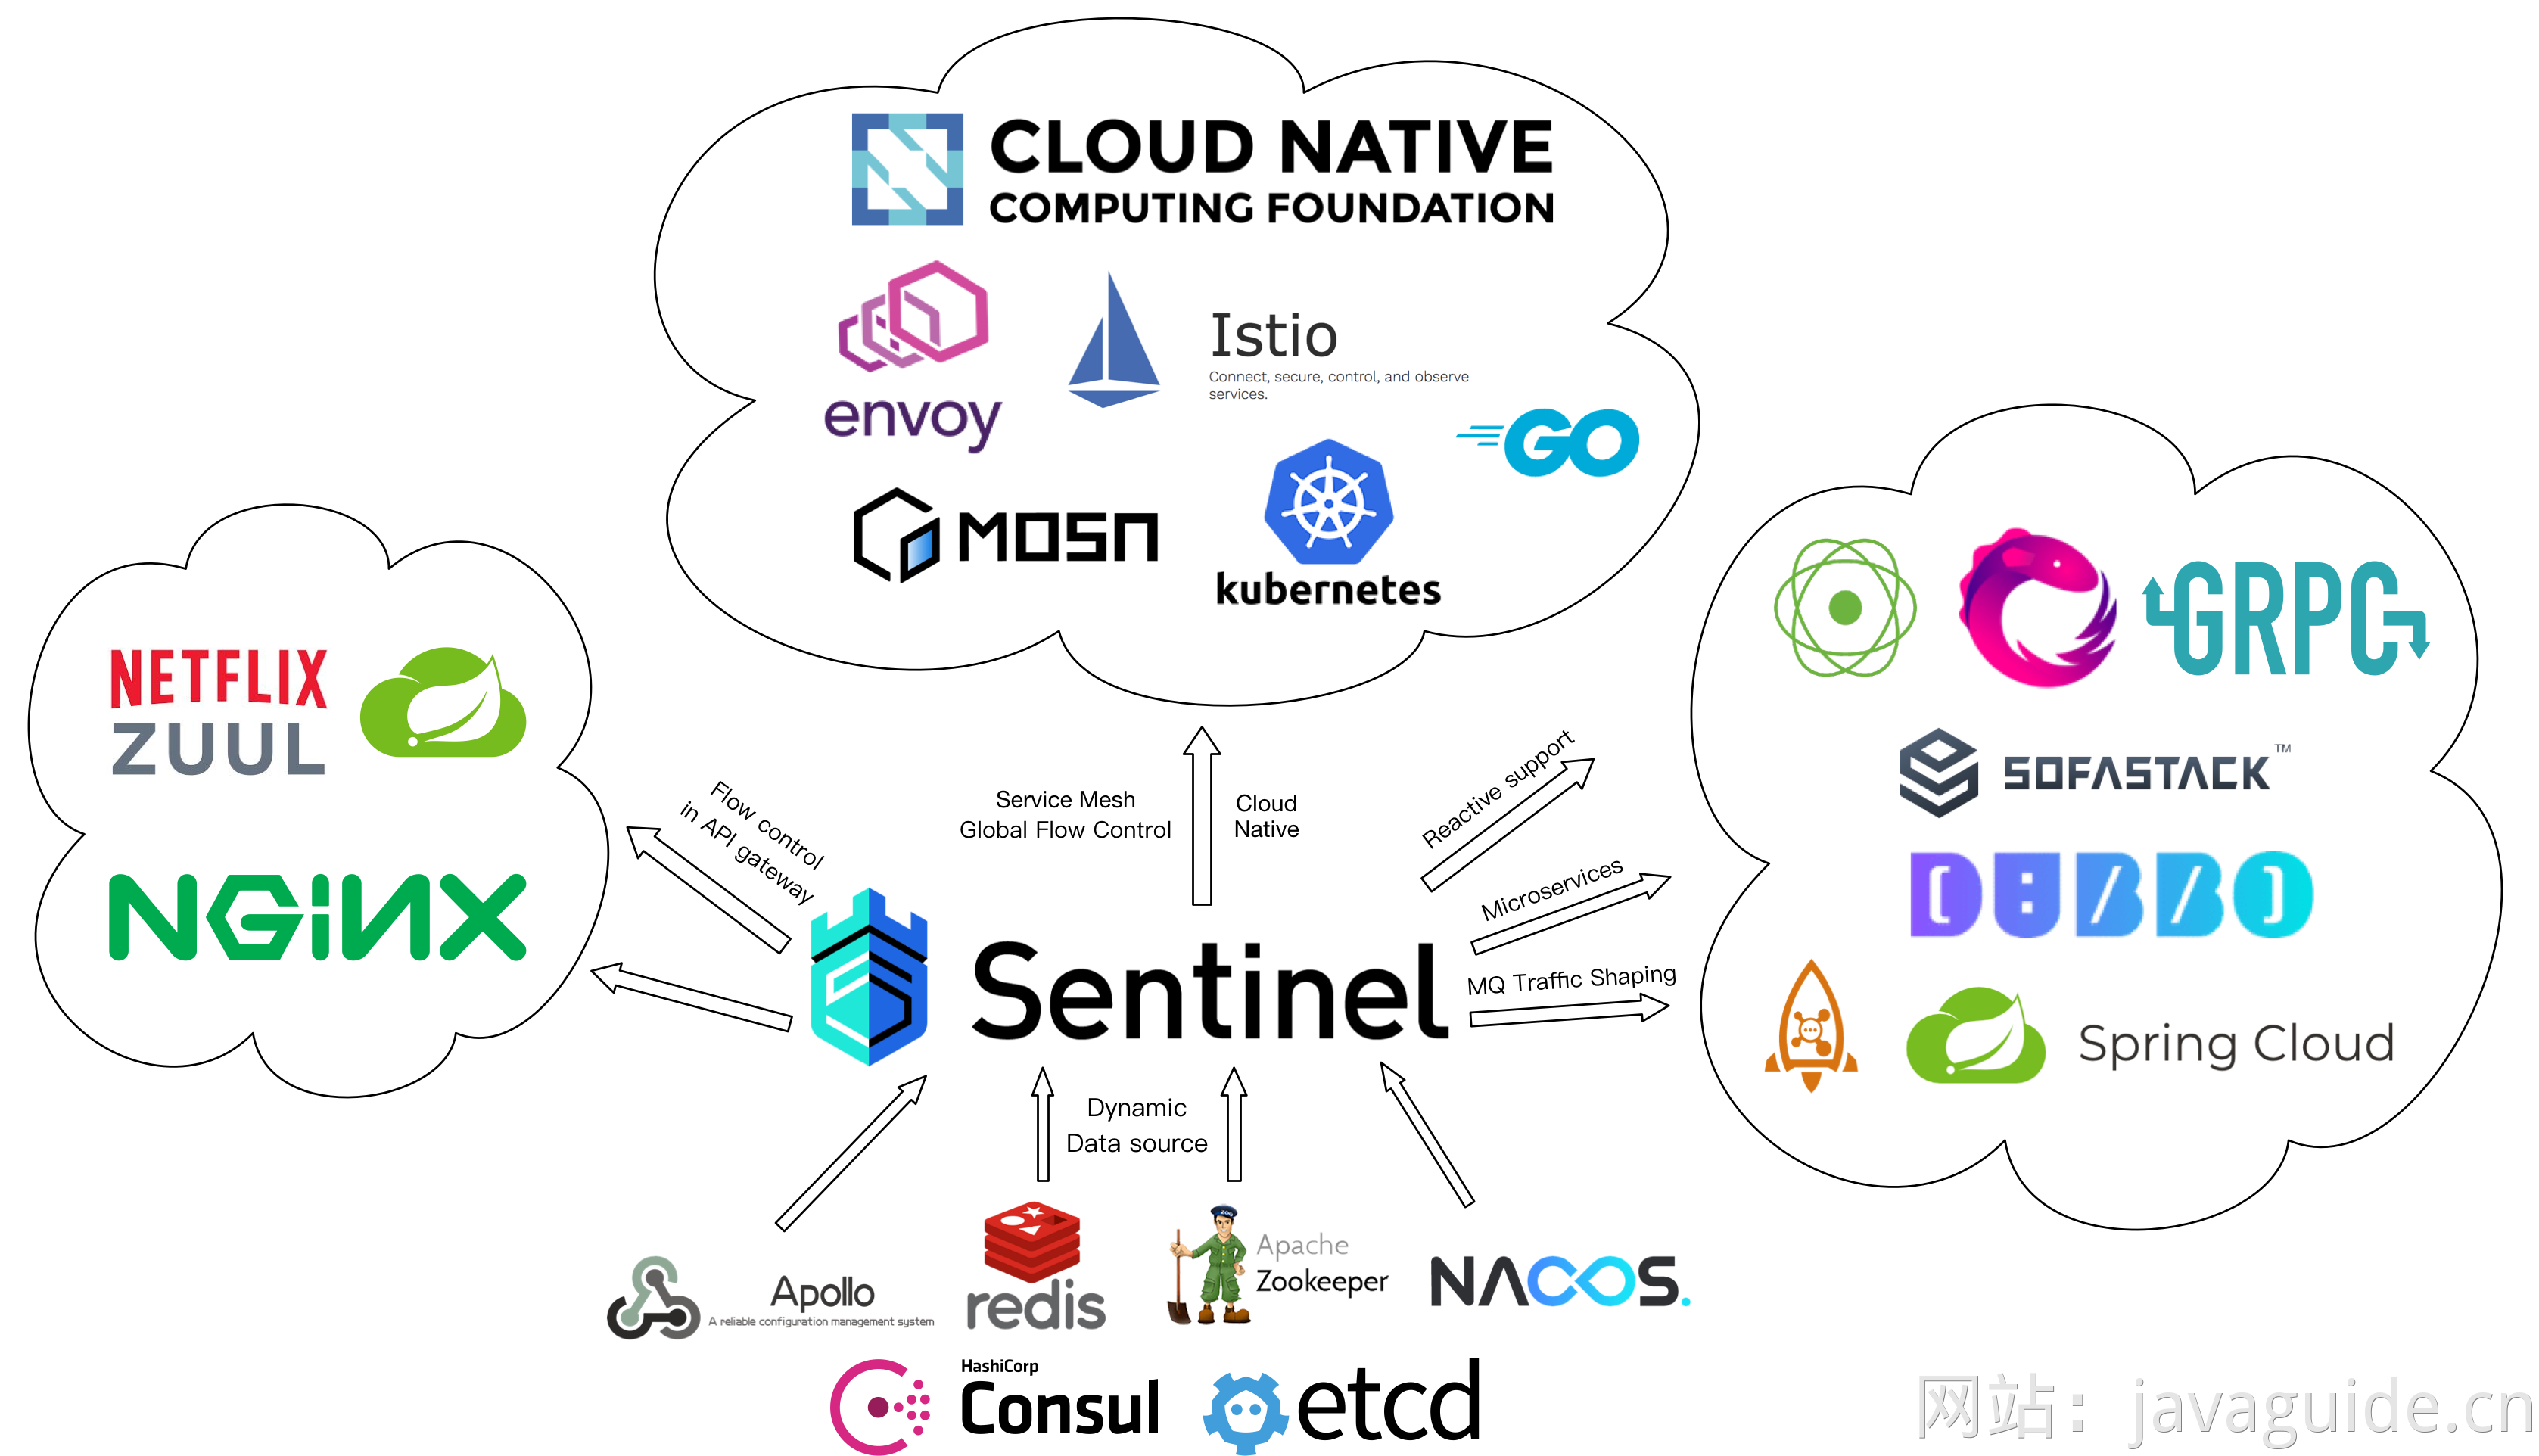 CLOUD NATIVE
COMPUTING FOUNDATION
envoy
Istio
Connect, secure, control, and observe
services.
GO
MOSN
kubernetes
NETFLIX
ZUUL
NGINX
GRPC
SOFASTACK™
DUBBO
Spring Cloud
Flow control
in API gateway
Service Mesh
Global Flow Control
Cloud
Native
Reactive support
Microservices
MQ Traffic Shaping
Sentinel
Dynamic
Data source
Apollo
A reliable configuration management system
redis
Apache
Zookeeper
NACOS.
HashiCorp
Consul
etcd
网站：javaguide.cn